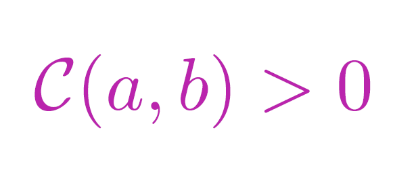 𝒞(a, b) > 0